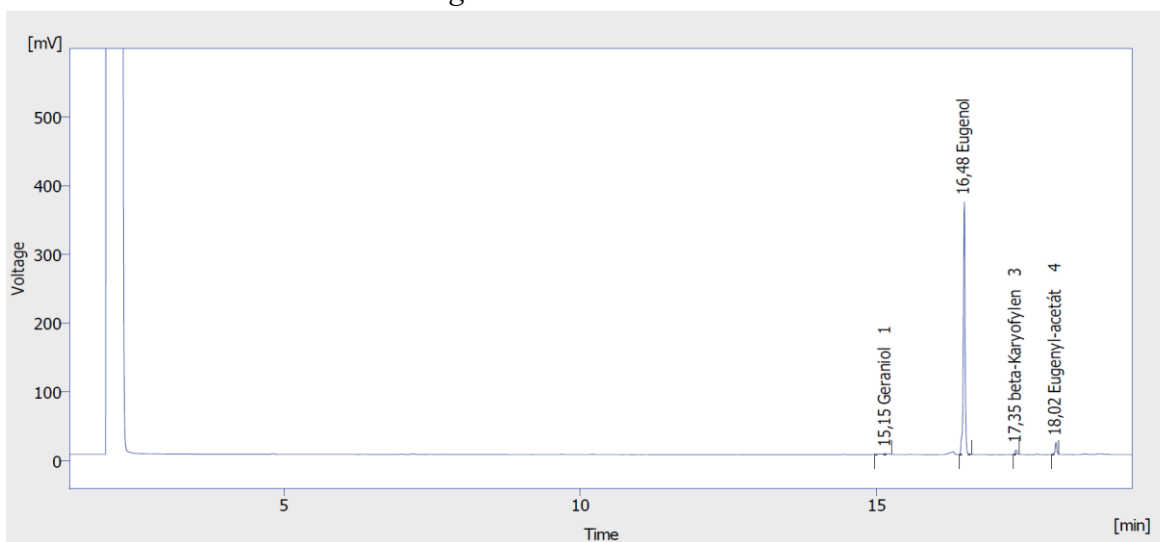 g
[mV]
500
400
300
200
100
0
Voltage
15,15 Geraniol 1
16,48 Eugenol
17,35 beta-Karyofylen 3
18,02 Eugenyl-acetát 4
5
10
15
Time
[min]